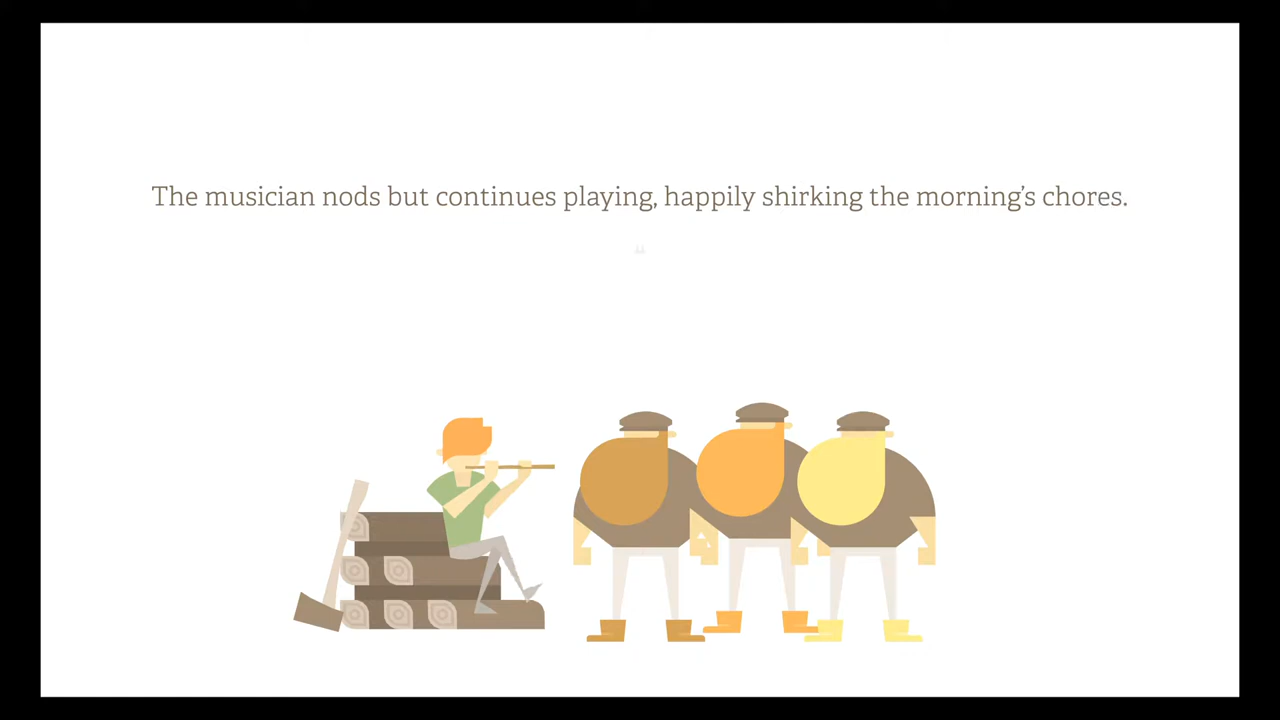 The musician nods but continues playing, happily shirking the morning’s chores.